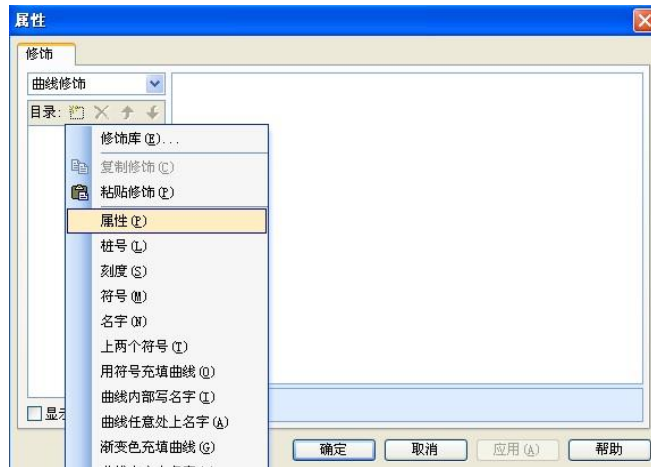 属性
修饰
曲线修饰
目录:
修饰库(E)...
复制修饰(C)
粘贴修饰(P)
属性(P)
桩号(L)
刻度(S)
符号(M)
名字(N)
上两个符号(T)
用符号充填曲线(O)
曲线内部写名字(I)
显示
曲线任意处上名字(A)
渐变色充填曲线(G)
确定 取消 应用(A) 帮助